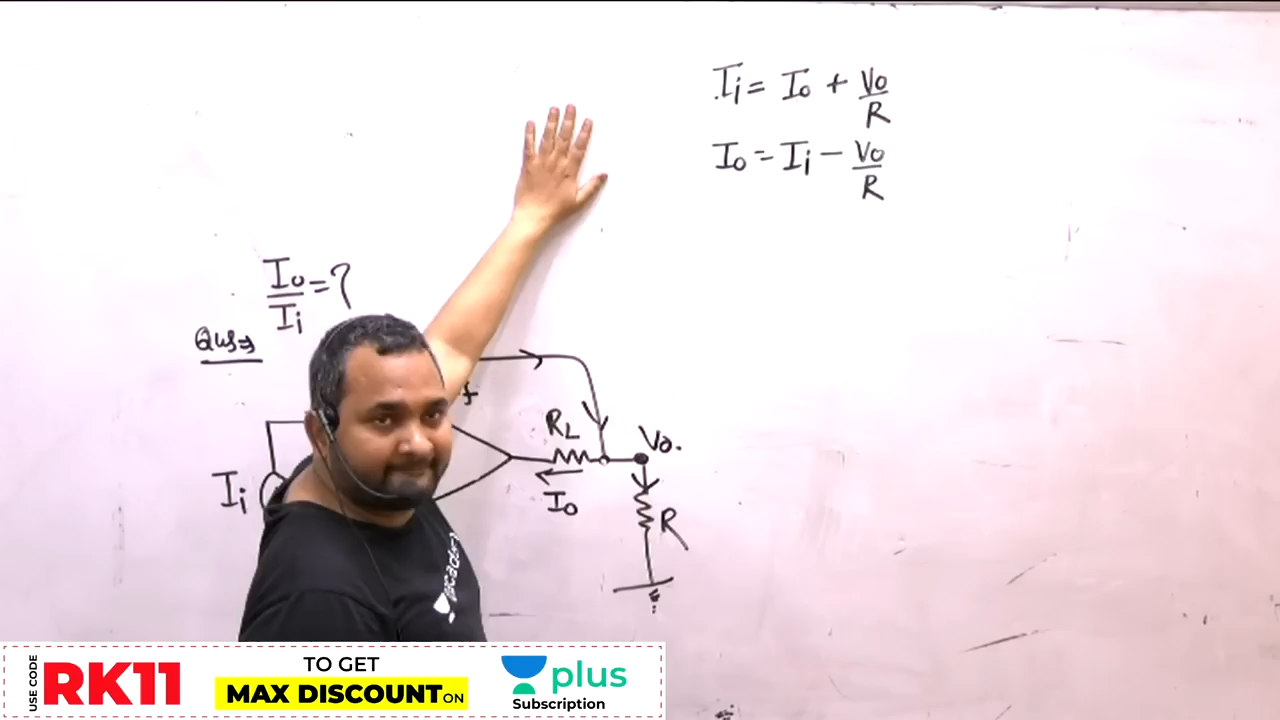 Ii = Io + Vo/R
Io = Ii − Vo/R
Io/Ii = ?
Ques⇒
f
RL
Vo.
Ii
Io
R
USE CODE
RK11
TO GET
MAX DISCOUNT ON
plus
Subscription